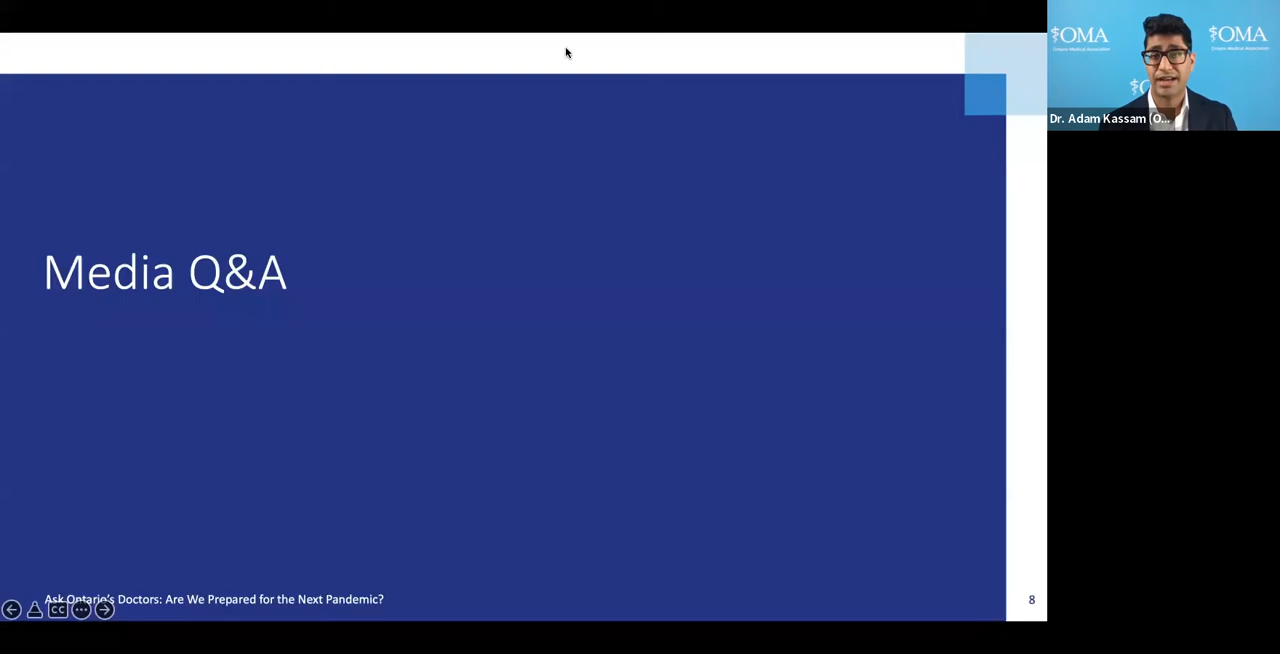 OMA
Ontario Medical Association
OMA
Ontario Medical Association
Dr. Adam Kassam (O...
Media Q&A
Ask Ontario's Doctors: Are We Prepared for the Next Pandemic?
8
CC